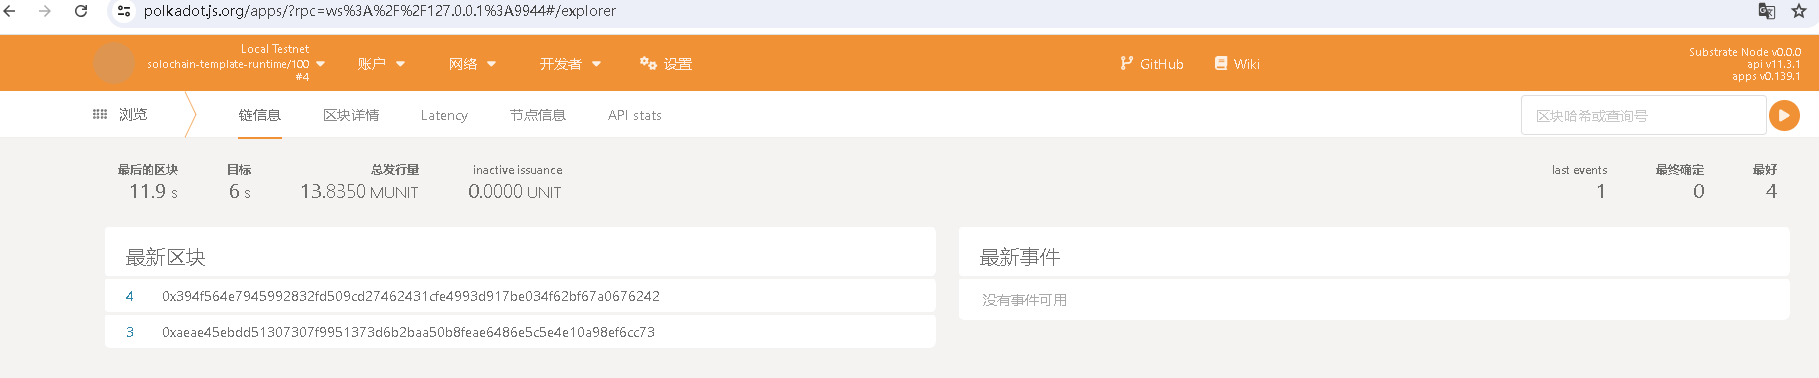 polkadot.js.org/apps/?rpc=ws%3A%2F%2F127.0.0.1%3A9944#/explorer
Local Testnet
solochain-template-runtime/100
#4
账户
网络
开发者
设置
GitHub
Wiki
Substrate Node v0.0.0
api v11.3.1
apps v0.139.1
浏览
链信息
区块详情
Latency
节点信息
API stats
区块哈希或查询号
最后的区块
11.9 s
目标
6 s
总发行量
13.8350 MUNIT
inactive issuance
0.0000 UNIT
last events
1
最终确定
0
最好
4
最新区块
4 0x394f564e7945992832fd509cd27462431cfe4993d917be034f62bf67a0676242
3 0xaeae45ebdd51307307f9951373d6b2baa50b8feae6486e5c5e4e10a98ef6cc73
最新事件
没有事件可用